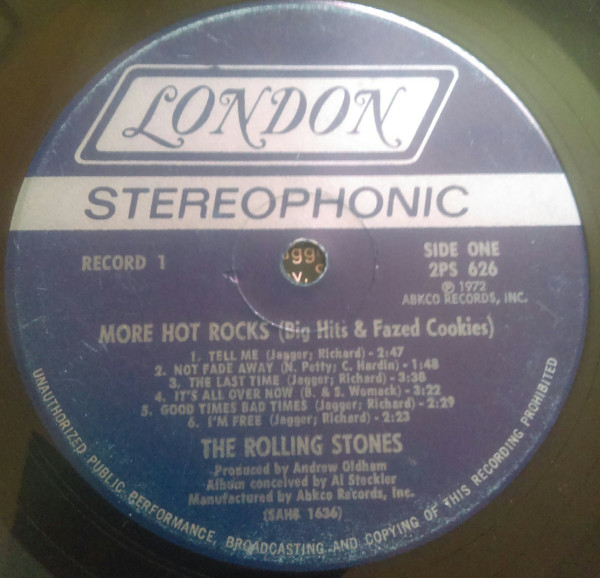 LONDON
STEREOPHONIC
RECORD 1
SIDE ONE
2PS 626
℗ 1972
ABKCO RECORDS, INC.
MORE HOT ROCKS (Big Hits & Fazed Cookies)
1. TELL ME (Jagger; Richard) - 2:47
2. NOT FADE AWAY (N. Petty; C. Hardin) - 1:48
3. THE LAST TIME (Jagger; Richard) - 3:38
4. IT'S ALL OVER NOW (B. & S. Womack) - 3:22
5. GOOD TIMES BAD TIMES (Jagger; Richard) - 2:29
6. I'M FREE (Jagger; Richard) - 2:23
THE ROLLING STONES
Produced by Andrew Oldham
Album conceived by Al Steckler
Manufactured by Abkco Records, Inc.
(SAHB 1636)
UNAUTHORIZED PUBLIC PERFORMANCE, BROADCASTING AND COPYING OF THIS RECORDING PROHIBITED